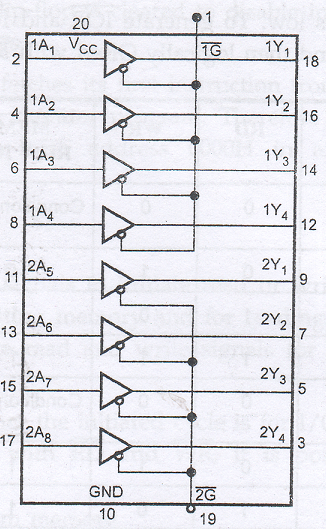 20 1
1A₁ V_CC 1G̅ 1Y₁
2 18
1A₂ 1Y₂
4 16
1A₃ 1Y₃
6 14
1A₄ 1Y₄
8 12
2A₅ 2Y₁
11 9
2A₆ 2Y₂
13 7
2A₇ 2Y₃
15 5
2A₈ 2Y₄
17 3
GND 2G̅
10 19